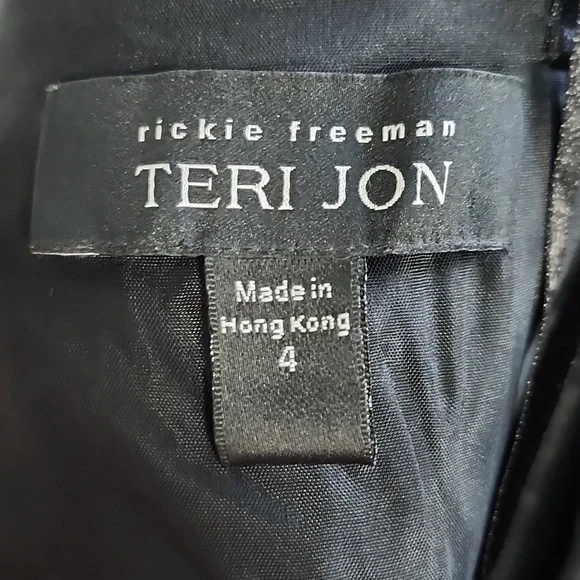 rickie freeman
TERI JON
Made in
Hong Kong
4